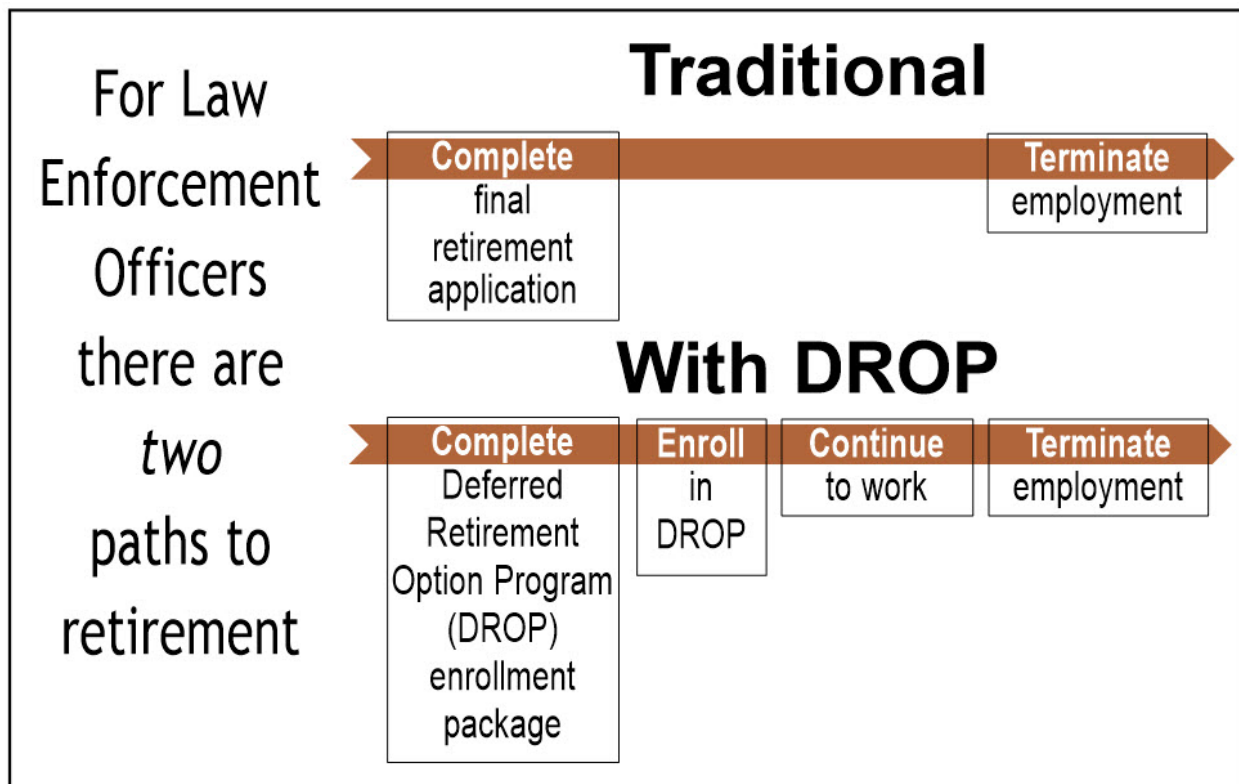 For Law
Enforcement
Officers
there are
two
paths to
retirement
Traditional
Complete
final
retirement
application
Terminate
employment
With DROP
Complete
Deferred
Retirement
Option Program
(DROP)
enrollment
package
Enroll
in
DROP
Continue
to work
Terminate
employment